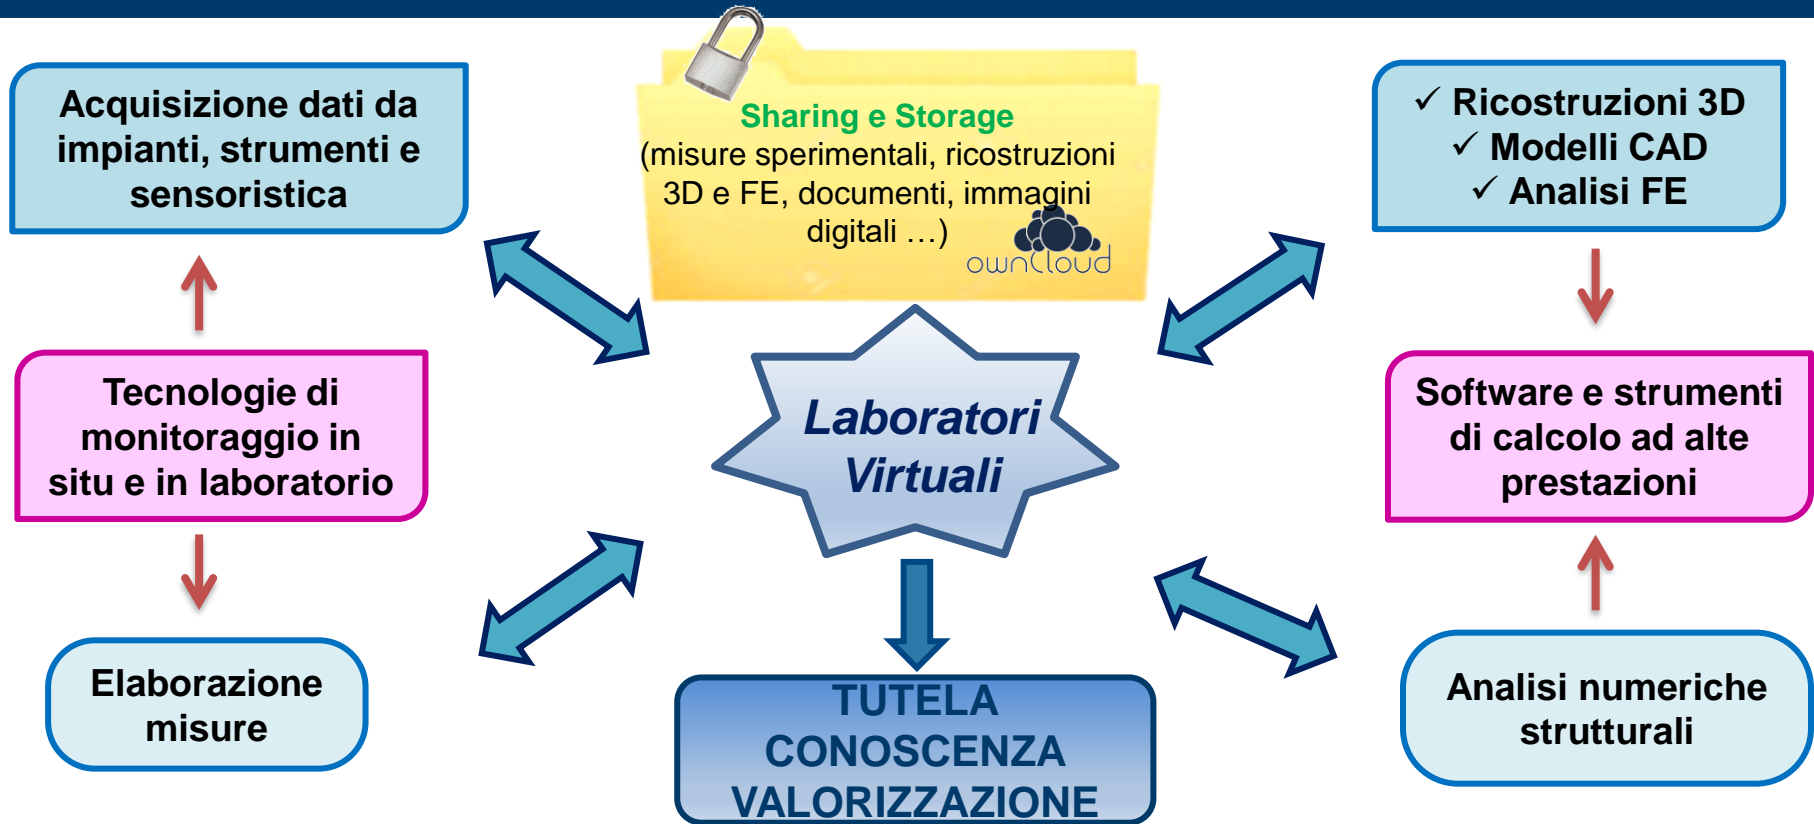 Acquisizione dati da
impianti, strumenti e
sensoristica
Tecnologie di
monitoraggio in
situ e in laboratorio
Elaborazione
misure
Sharing e Storage
(misure sperimentali, ricostruzioni
3D e FE, documenti, immagini
digitali …)
ownCloud
Laboratori
Virtuali
TUTELA
CONOSCENZA
VALORIZZAZIONE
✓ Ricostruzioni 3D
✓ Modelli CAD
✓ Analisi FE
Software e strumenti
di calcolo ad alte
prestazioni
Analisi numeriche
strutturali